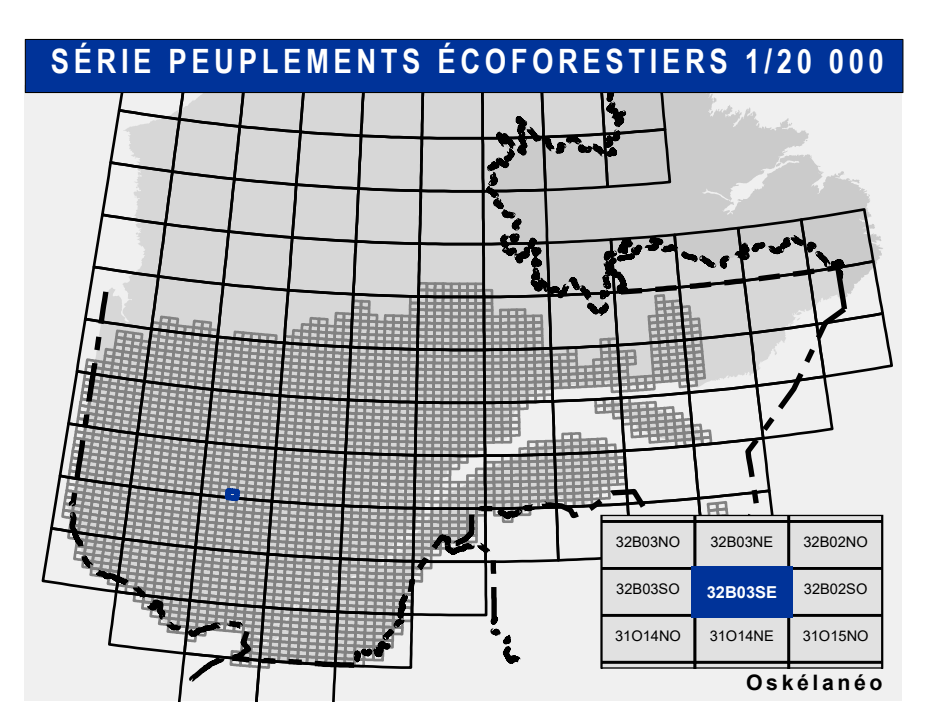 SÉRIE PEUPLEMENTS ÉCOFORESTIERS 1/20 000
32B03NO 32B03NE 32B02NO
32B03SO 32B03SE 32B02SO
31O14NO 31O14NE 31O15NO
Oskélanéo